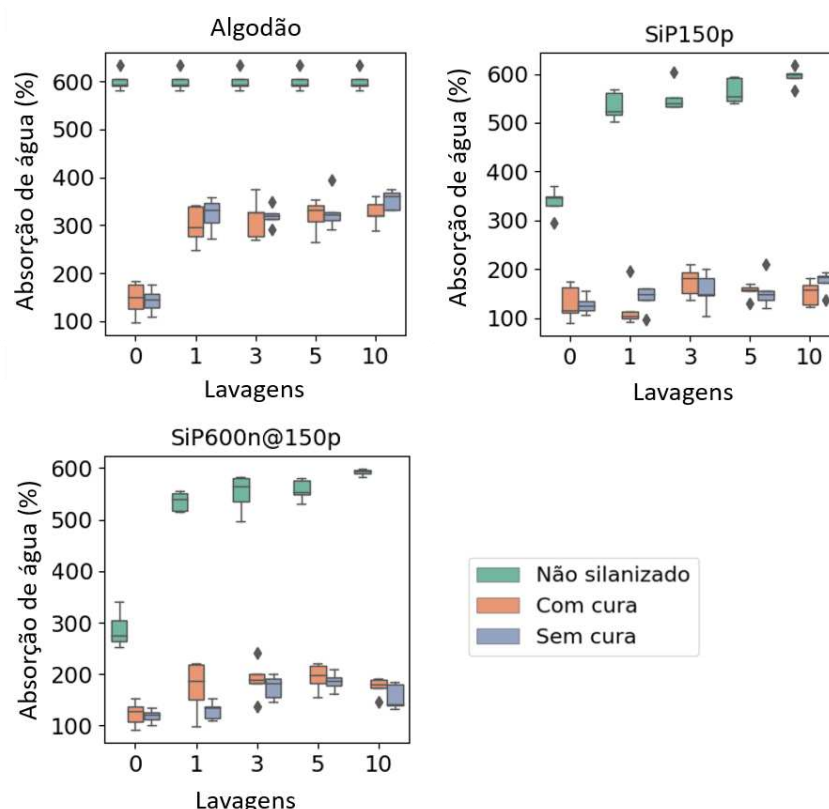 Algodão
Absorção de água (%)
600
500
400
300
200
100
0 1 3 5 10
Lavagens
SiP150p
Absorção de água (%)
600
500
400
300
200
100
0 1 3 5 10
Lavagens
SiP600n@150p
Absorção de água (%)
600
500
400
300
200
100
0 1 3 5 10
Lavagens
Não silanizado
Com cura
Sem cura